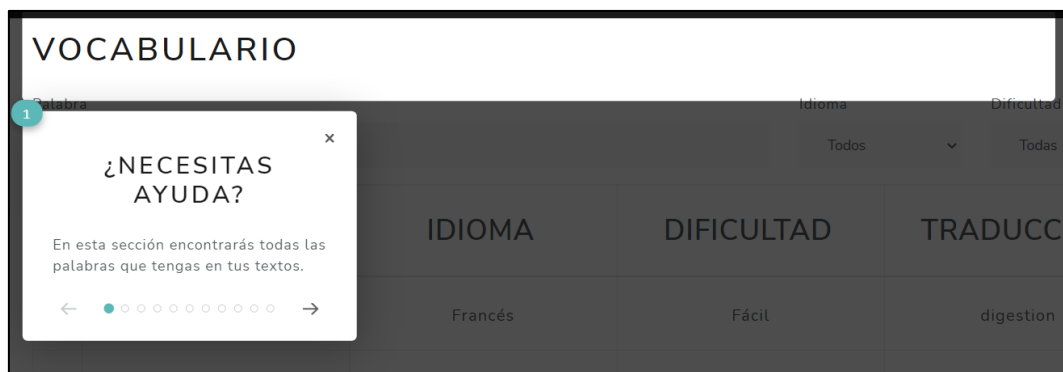 VOCABULARIO
Palabra
Idioma
Dificultad
1
Todos
Todas
×
¿NECESITAS
AYUDA?
En esta sección encontrarás todas las
palabras que tengas en tus textos.
IDIOMA
DIFICULTAD
TRADUCC
Francés
Fácil
digestion